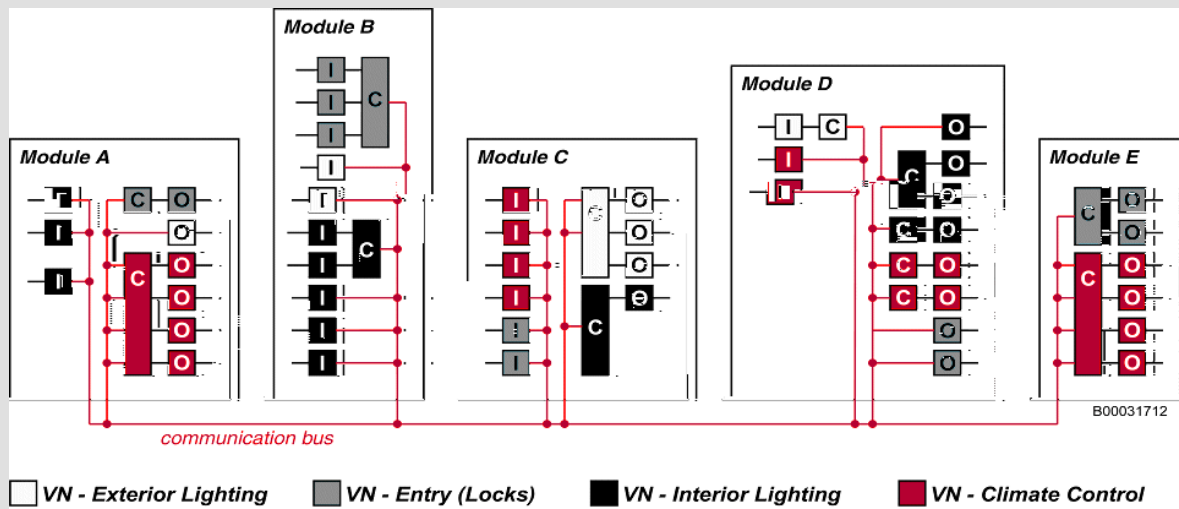 Module A
I
I
I
C
O
O
C
O
O
O
O
Module B
I
I
I
C
I
I
I
C
I
I
I
I
Module C
I
I
I
I
I
I
C
O
O
O
C
O
Module D
I
C
I
I
O
C
O
O
C
O
C
O
C
O
O
O
Module E
C
O
O
C
O
O
O
O
B00031712
communication bus
VN - Exterior Lighting
VN - Entry (Locks)
VN - Interior Lighting
VN - Climate Control